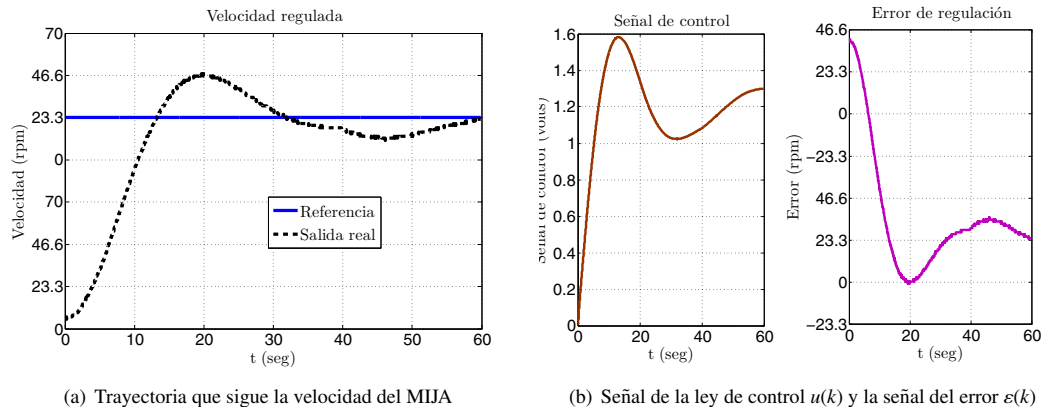 Velocidad regulada
Velocidad (rpm)
70
46.6
23.3
0
70
46.6
23.3
0
0 10 20 30 40 50 60
t (seg)
Referencia
Salida real
(a) Trayectoria que sigue la velocidad del MIJA
Señal de control
Señal de control (volts)
1.6
1.4
1.2
1
0.8
0.6
0.4
0.2
0
0 20 40 60
t (seg)
Error de regulación
Error (rpm)
46.6
23.3
0
−23.3
46.6
23.3
0
−23.3
0 20 40 60
t (seg)
(b) Señal de la ley de control u(k) y la señal del error ε(k)